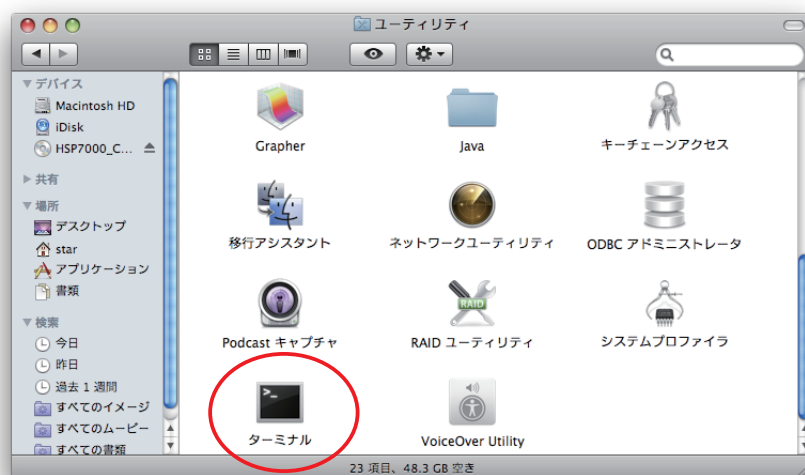 ユーティリティ
デバイス
Macintosh HD
iDisk
HSP7000_C...
共有
場所
デスクトップ
star
アプリケーション
書類
検索
今日
昨日
過去 1 週間
すべてのイメージ
すべてのムービー
すべての書類
Grapher
Java
キーチェーンアクセス
移行アシスタント
ネットワークユーティリティ
ODBC アドミニストレータ
Podcast キャプチャ
RAID
RAID ユーティリティ
システムプロファイラ
>_
ターミナル
VoiceOver Utility
23 項目、48.3 GB 空き